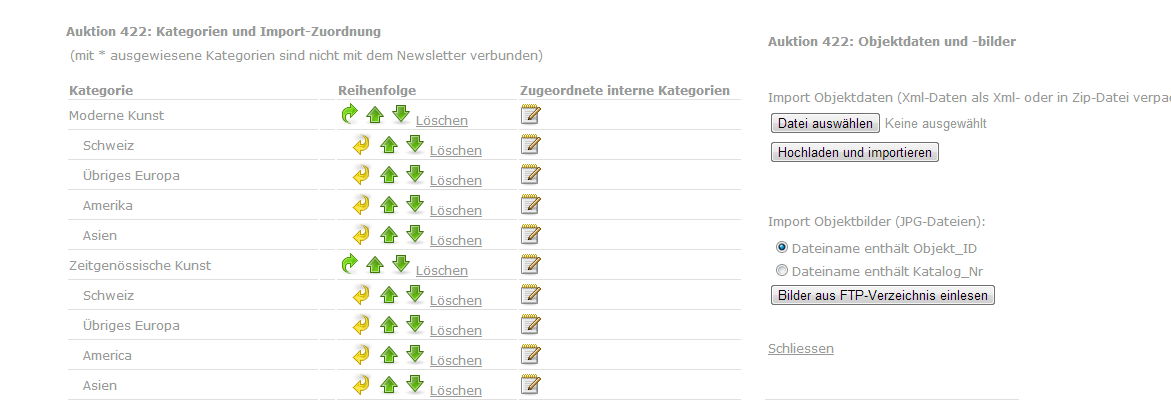 Auktion 422: Kategorien und Import-Zuordnung
(mit * ausgewiesene Kategorien sind nicht mit dem Newsletter verbunden)
Kategorie Reihenfolge Zugeordnete interne Kategorien
Moderne Kunst Löschen
Schweiz Löschen
Übriges Europa Löschen
Amerika Löschen
Asien Löschen
Zeitgenössische Kunst Löschen
Schweiz Löschen
Übriges Europa Löschen
America Löschen
Asien Löschen
Auktion 422: Objektdaten und -bilder
Import Objektdaten (Xml-Daten als Xml- oder in Zip-Datei verpa
Datei auswählen Keine ausgewählt
Hochladen und importieren
Import Objektbilder (JPG-Dateien):
Dateiname enthält Objekt_ID
Dateiname enthält Katalog_Nr
Bilder aus FTP-Verzeichnis einlesen
Schliessen